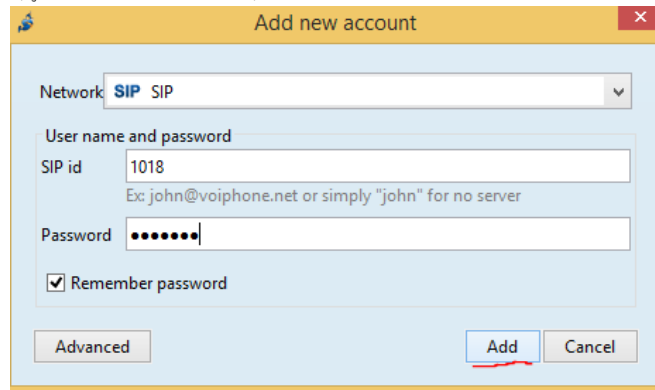 Add new account
Network SIP SIP
User name and password
SIP id 1018
Ex: john@voiphone.net or simply "john" for no server
Password •••••••
Remember password
Advanced Add Cancel